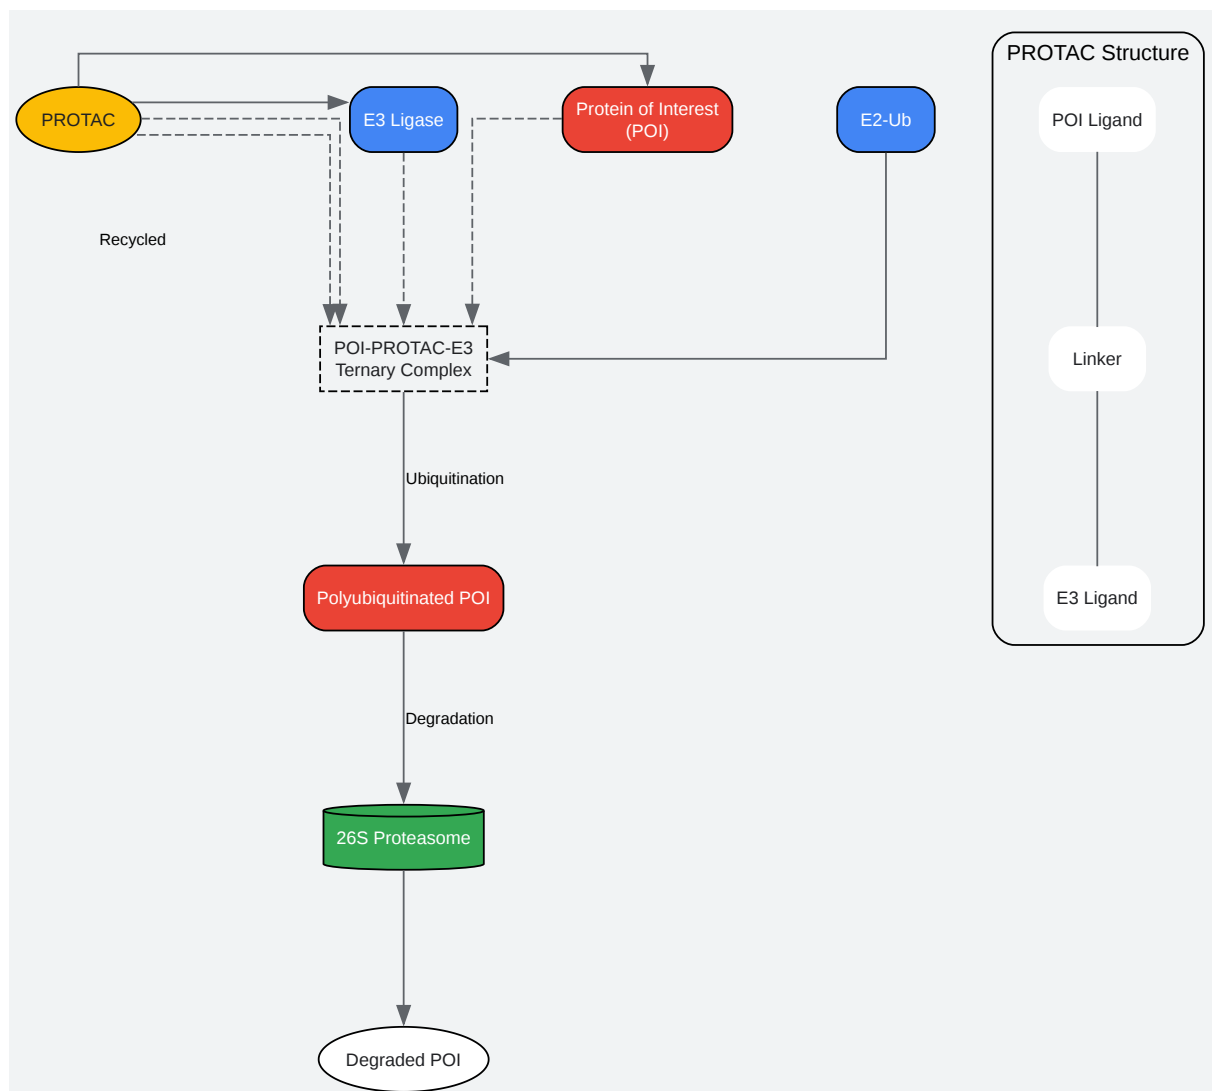 PROTAC Structure
PROTAC
E3 Ligase
Protein of Interest
(POI)
E2-Ub
POI Ligand
Recycled
POI-PROTAC-E3
Ternary Complex
Linker
Ubiquitination
Polyubiquitinated POI
E3 Ligand
Degradation
26S Proteasome
Degraded POI